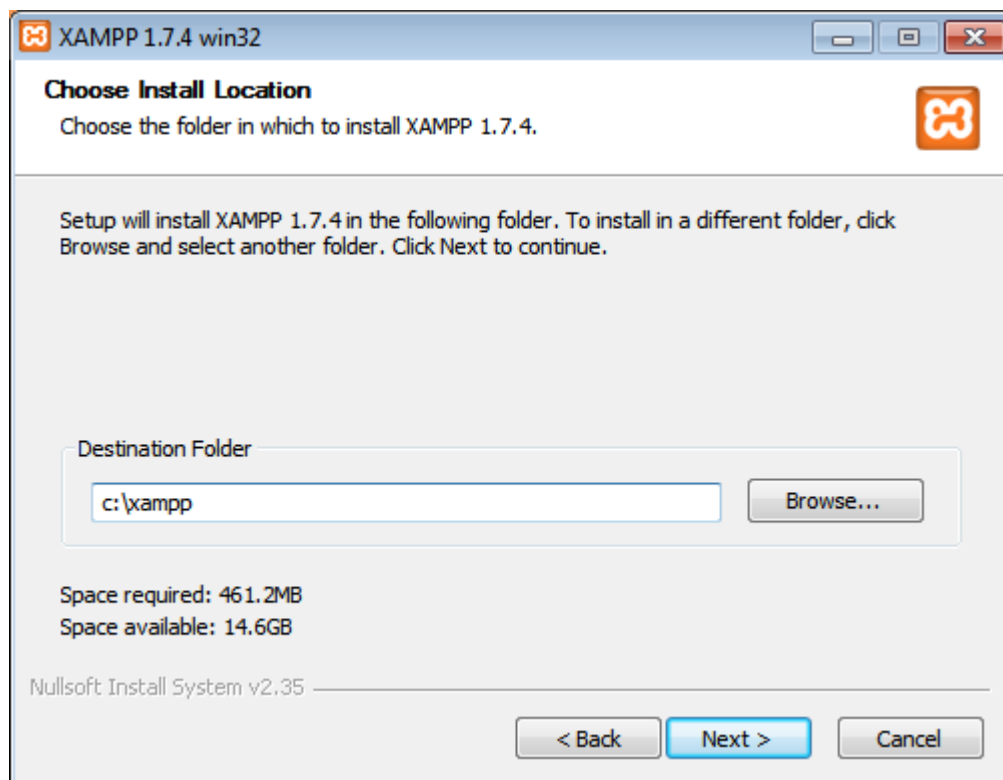 XAMPP 1.7.4 win32
Choose Install Location
Choose the folder in which to install XAMPP 1.7.4.
Setup will install XAMPP 1.7.4 in the following folder. To install in a different folder, click
Browse and select another folder. Click Next to continue.
Destination Folder
c:\xampp
Browse...
Space required: 461.2MB
Space available: 14.6GB
Nullsoft Install System v2.35
< Back
Next >
Cancel